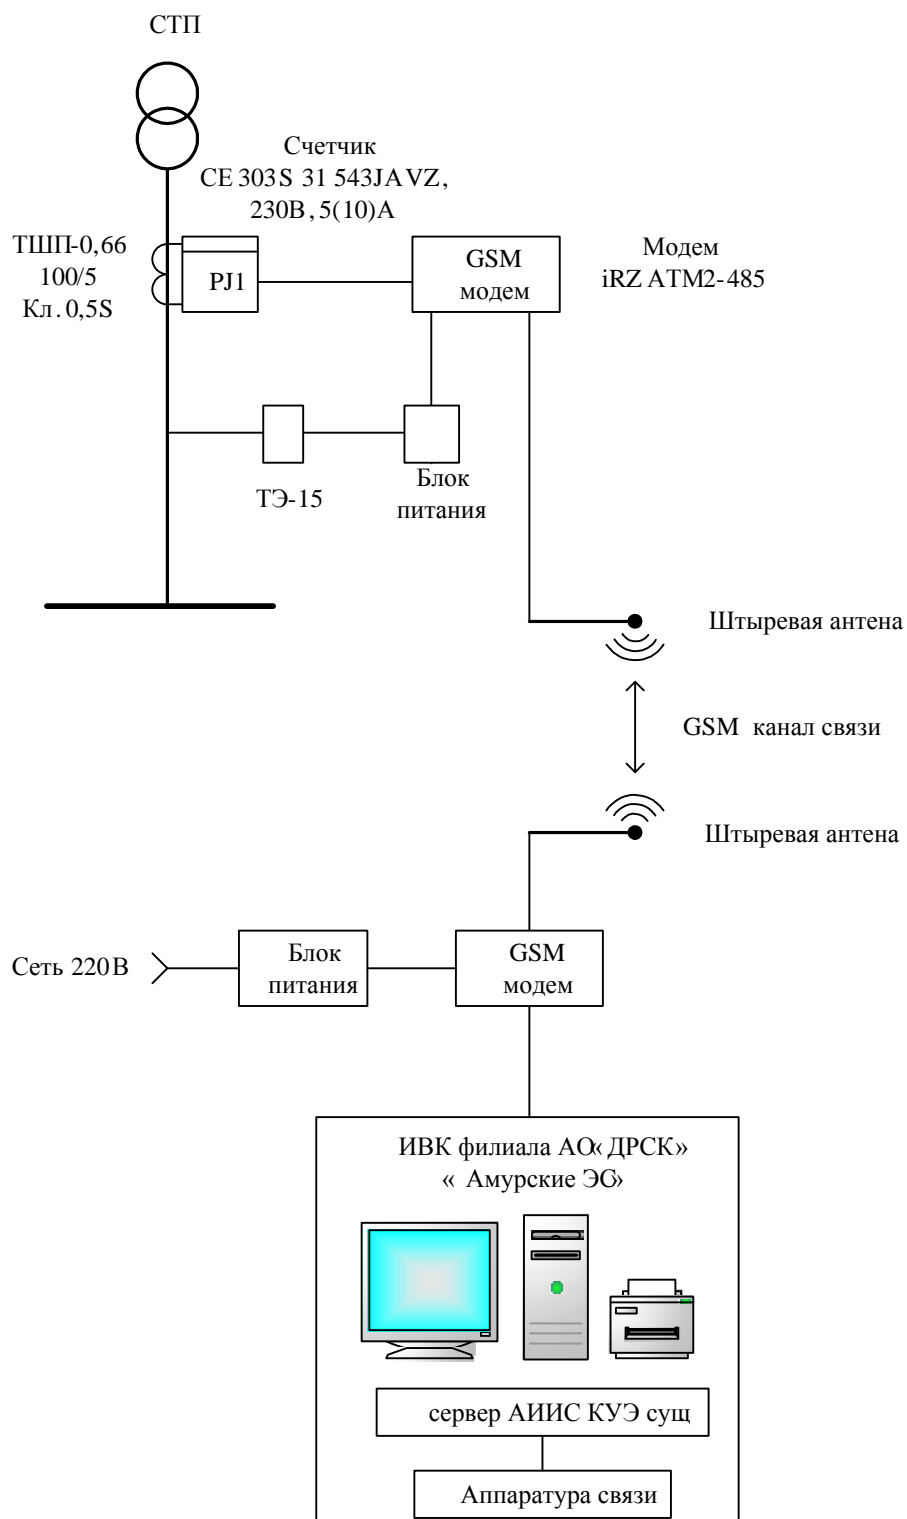 СТП
Счетчик
СЕ 303S 31 543JAVZ,
230В, 5(10)А
ТШП-0,66
100/5
Кл. 0,5S
PJ1
GSM
модем
Модем
iRZ ATM2-485
ТЭ-15
Блок
питания
Штыревая антена
GSM канал связи
Штыревая антена
Сеть 220В
Блок
питания
GSM
модем
ИВК филиала АО« ДРСК»
« Амурские ЭС»
сервер АИИС КУЭ сущ
Аппаратура связи